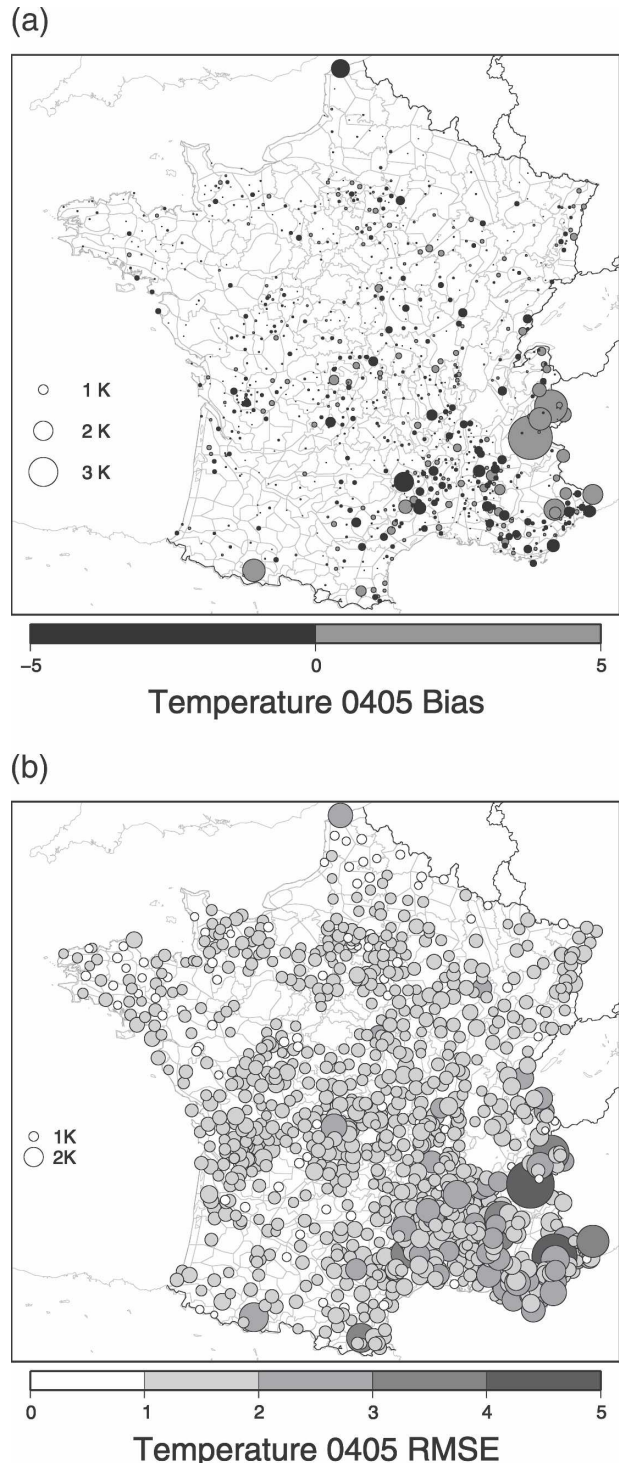 (a)
1 K
2 K
3 K
−5 0 5
Temperature 0405 Bias
(b)
1K
2K
0 1 2 3 4 5
Temperature 0405 RMSE